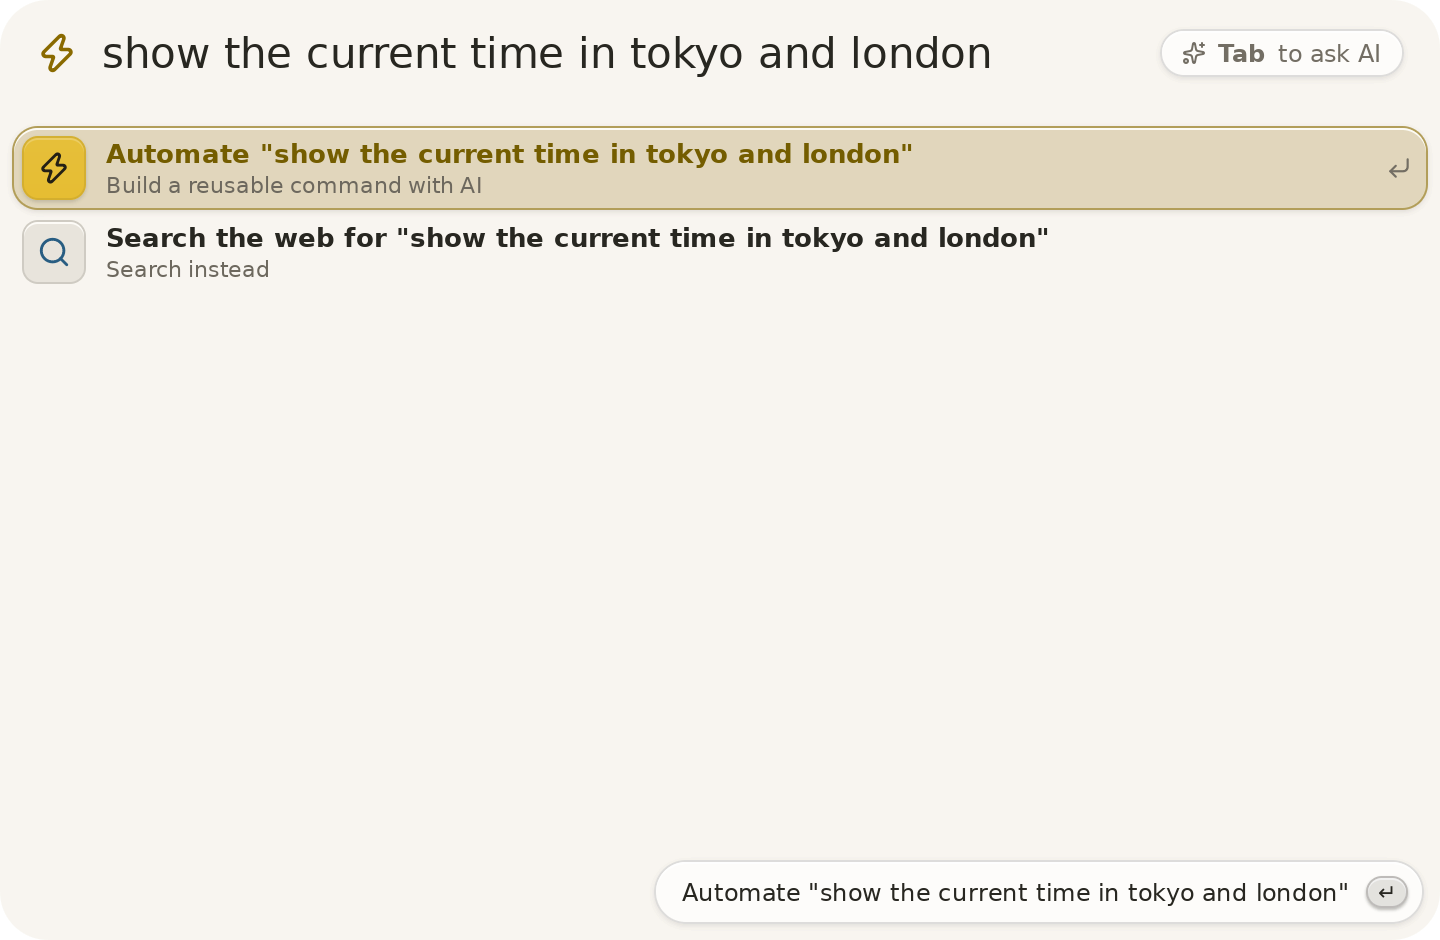 show the current time in tokyo and london
Tab to ask AI
Automate "show the current time in tokyo and london"
Build a reusable command with AI
Search the web for "show the current time in tokyo and london"
Search instead
Automate "show the current time in tokyo and london"